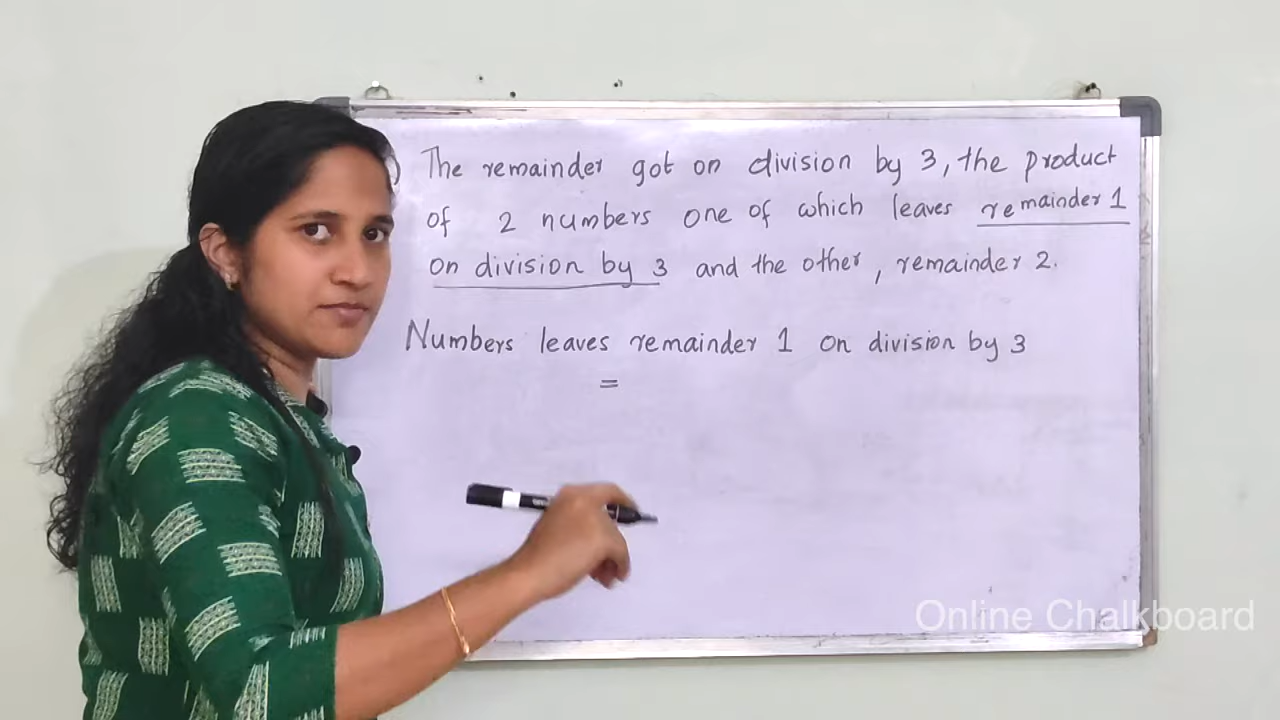 ) The remainder got on division by 3, the product
of 2 numbers one of which leaves remainder 1
on division by 3 and the other, remainder 2.
Numbers leaves remainder 1 on division by 3
=
Online Chalkboard